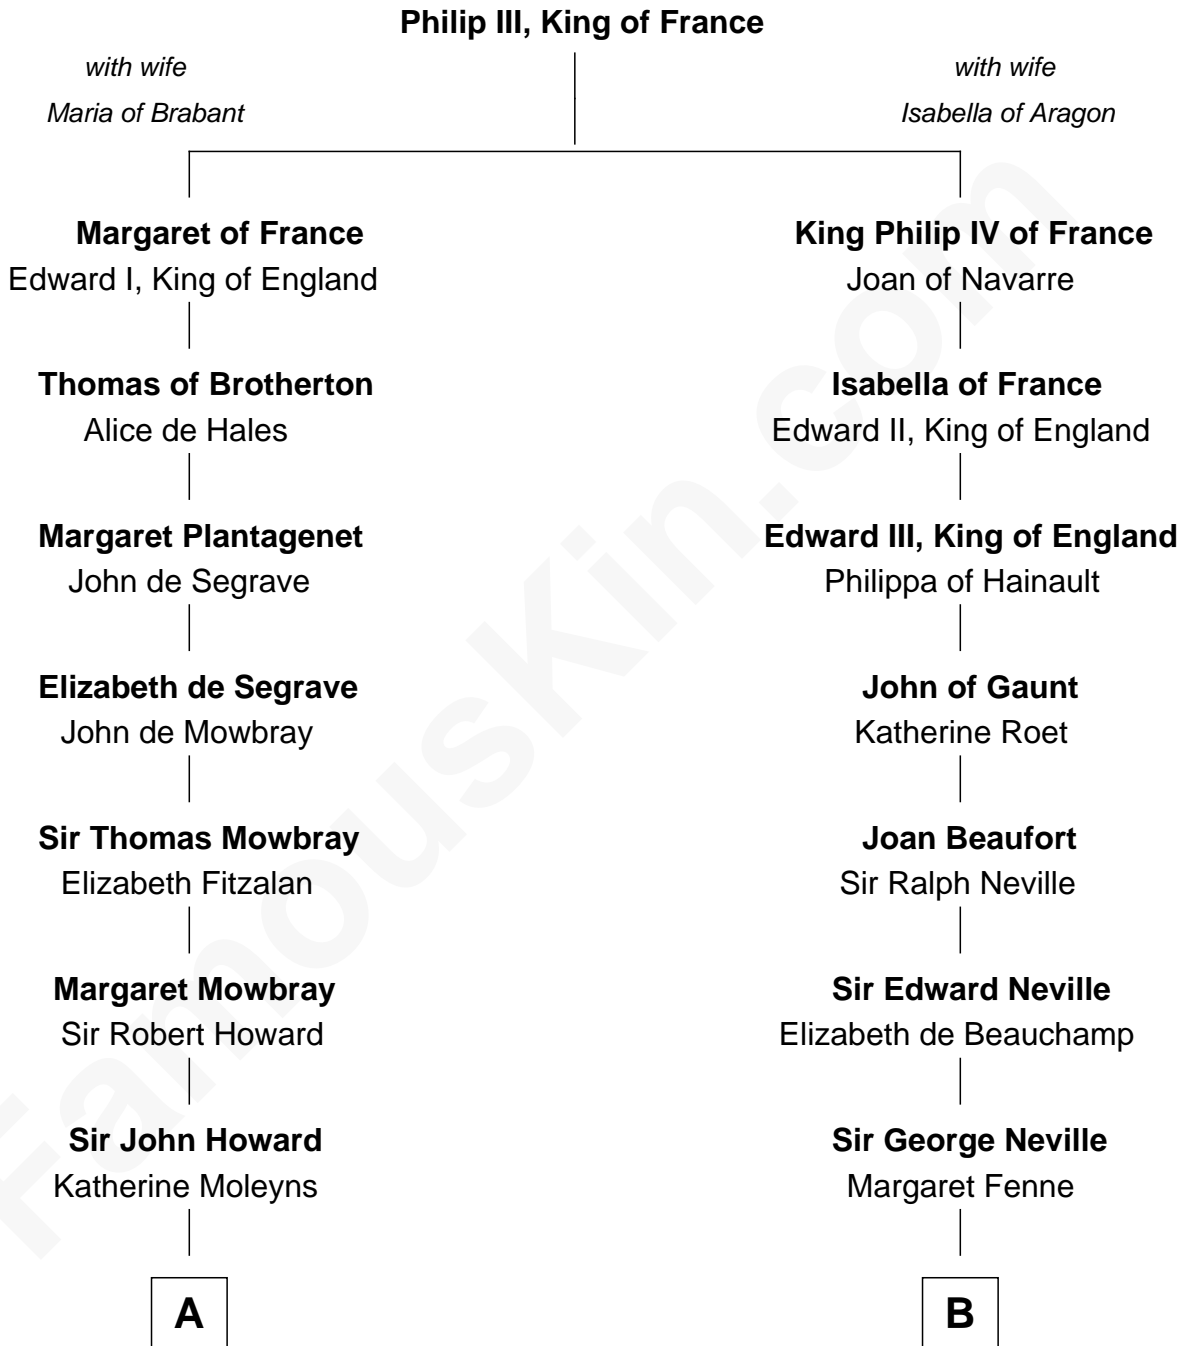 Philip III, King of France
with wife
Maria of Brabant
with wife
Isabella of Aragon
Margaret of France
Edward I, King of England
Thomas of Brotherton
Alice de Hales
Margaret Plantagenet
John de Segrave
Elizabeth de Segrave
John de Mowbray
Sir Thomas Mowbray
Elizabeth Fitzalan
Margaret Mowbray
Sir Robert Howard
Sir John Howard
Katherine Moleyns
A
King Philip IV of France
Joan of Navarre
Isabella of France
Edward II, King of England
Edward III, King of England
Philippa of Hainault
John of Gaunt
Katherine Roet
Joan Beaufort
Sir Ralph Neville
Sir Edward Neville
Elizabeth de Beauchamp
Sir George Neville
Margaret Fenne
B
FamousKin.com